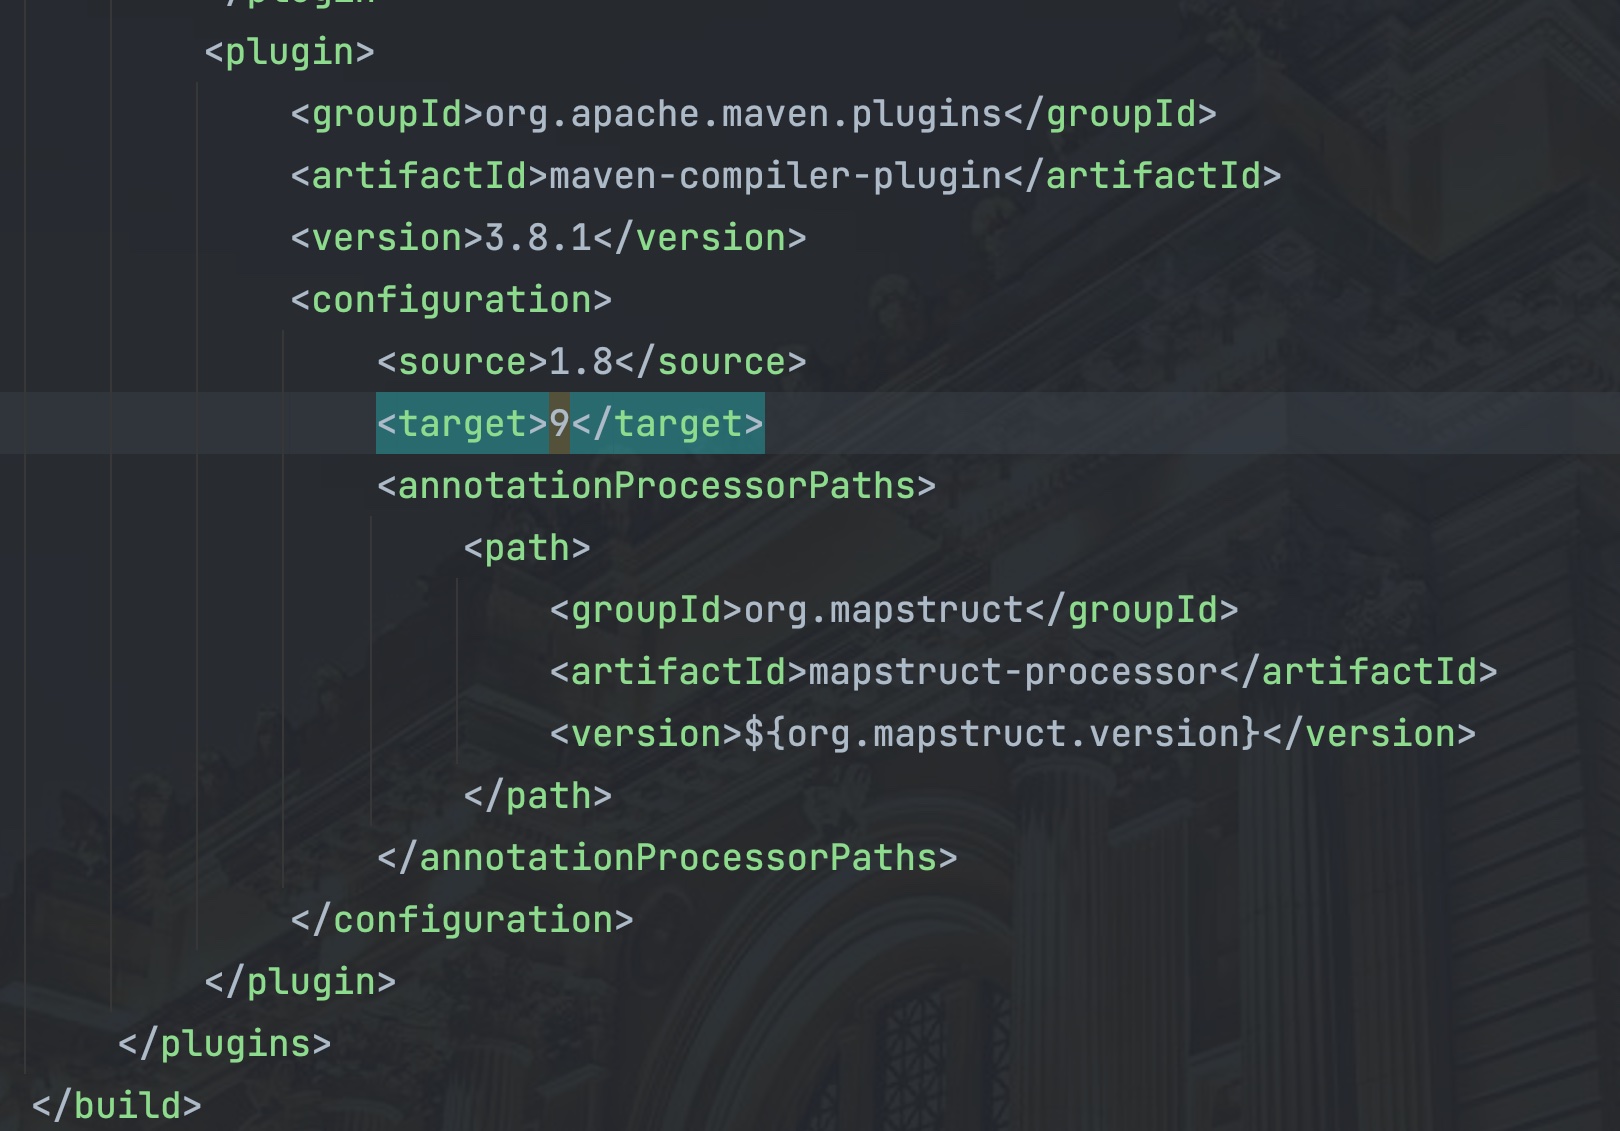 </plugin>
<plugin>
<groupId>org.apache.maven.plugins</groupId>
<artifactId>maven-compiler-plugin</artifactId>
<version>3.8.1</version>
<configuration>
<source>1.8</source>
<target>9</target>
<annotationProcessorPaths>
<path>
<groupId>org.mapstruct</groupId>
<artifactId>mapstruct-processor</artifactId>
<version>${org.mapstruct.version}</version>
</path>
</annotationProcessorPaths>
</configuration>
</plugin>
</plugins>
</build>